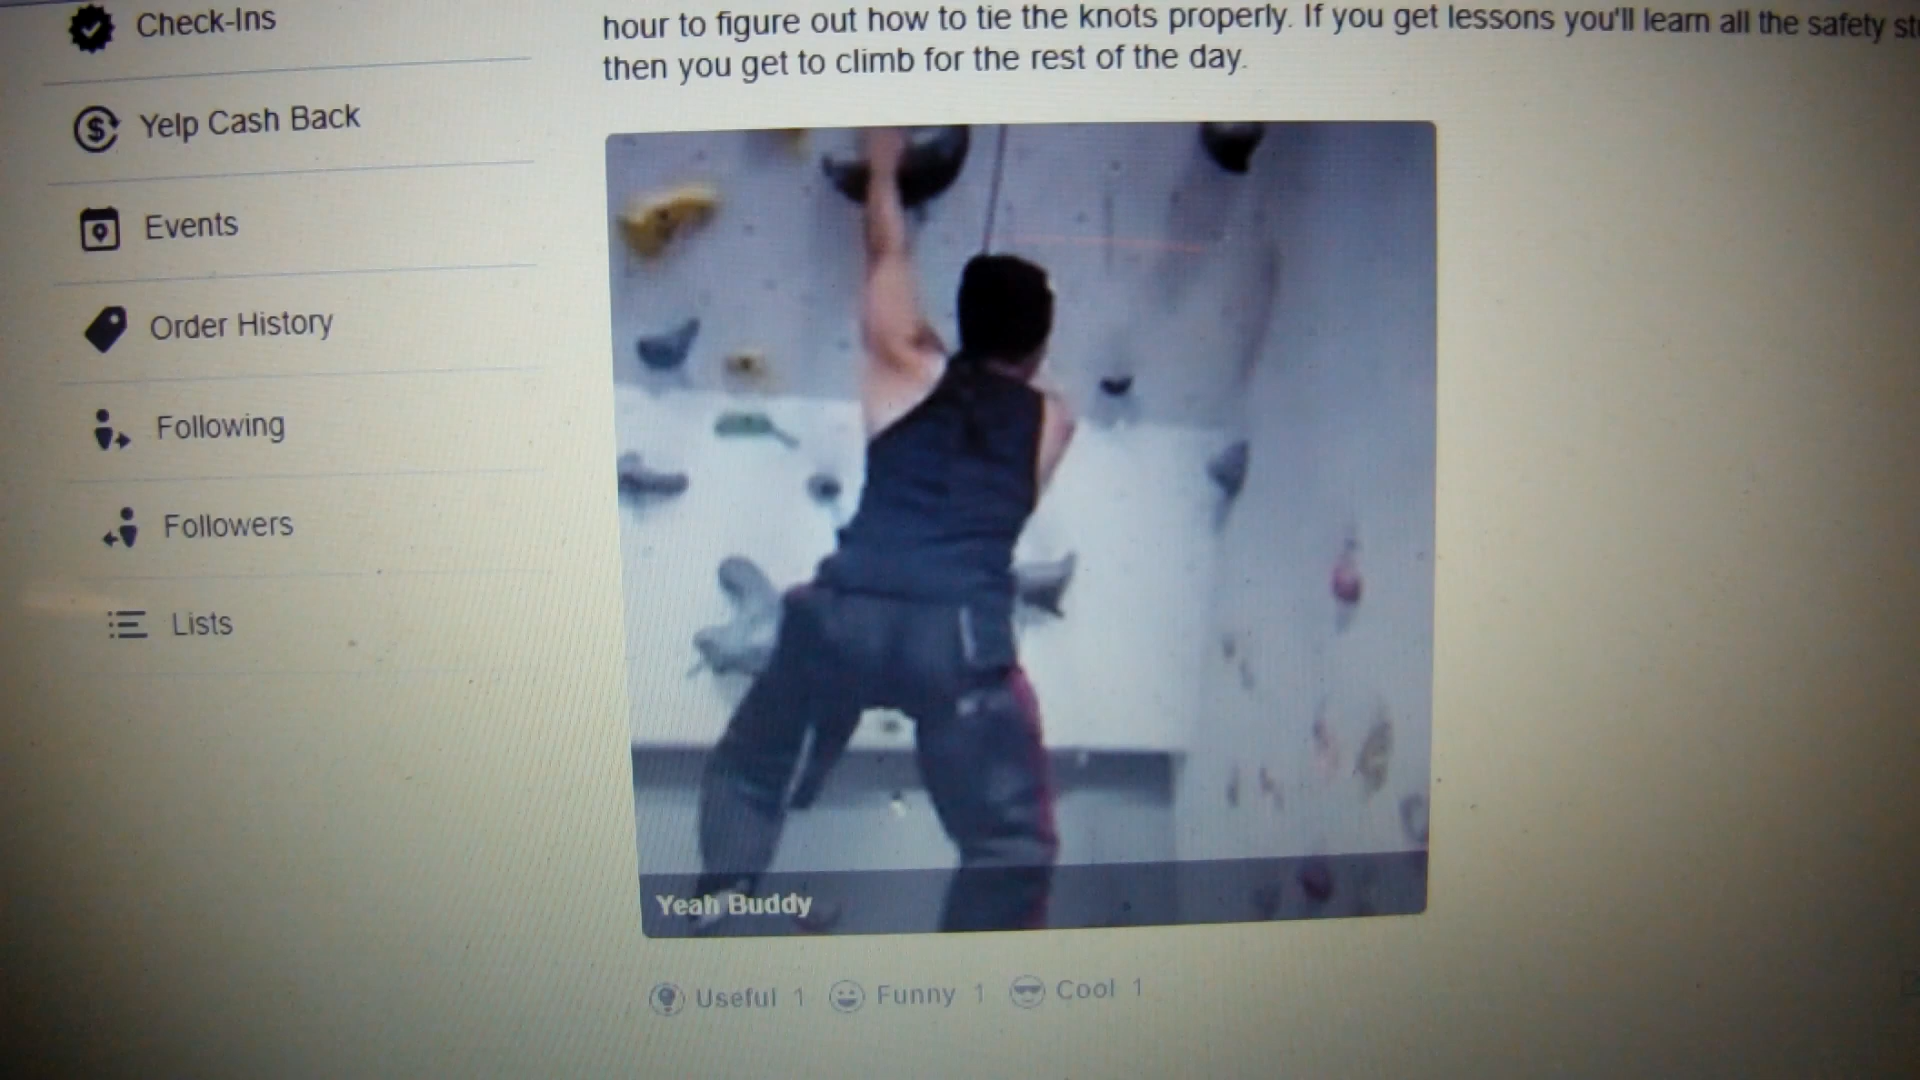 Check-Ins
Yelp Cash Back
Events
Order History
Following
Followers
Lists
hour to figure out how to tie the knots properly. If you get lessons you'll learn all the safety
then you get to climb for the rest of the day.
Yeah Buddy
Useful 1 Funny 1 Cool 1